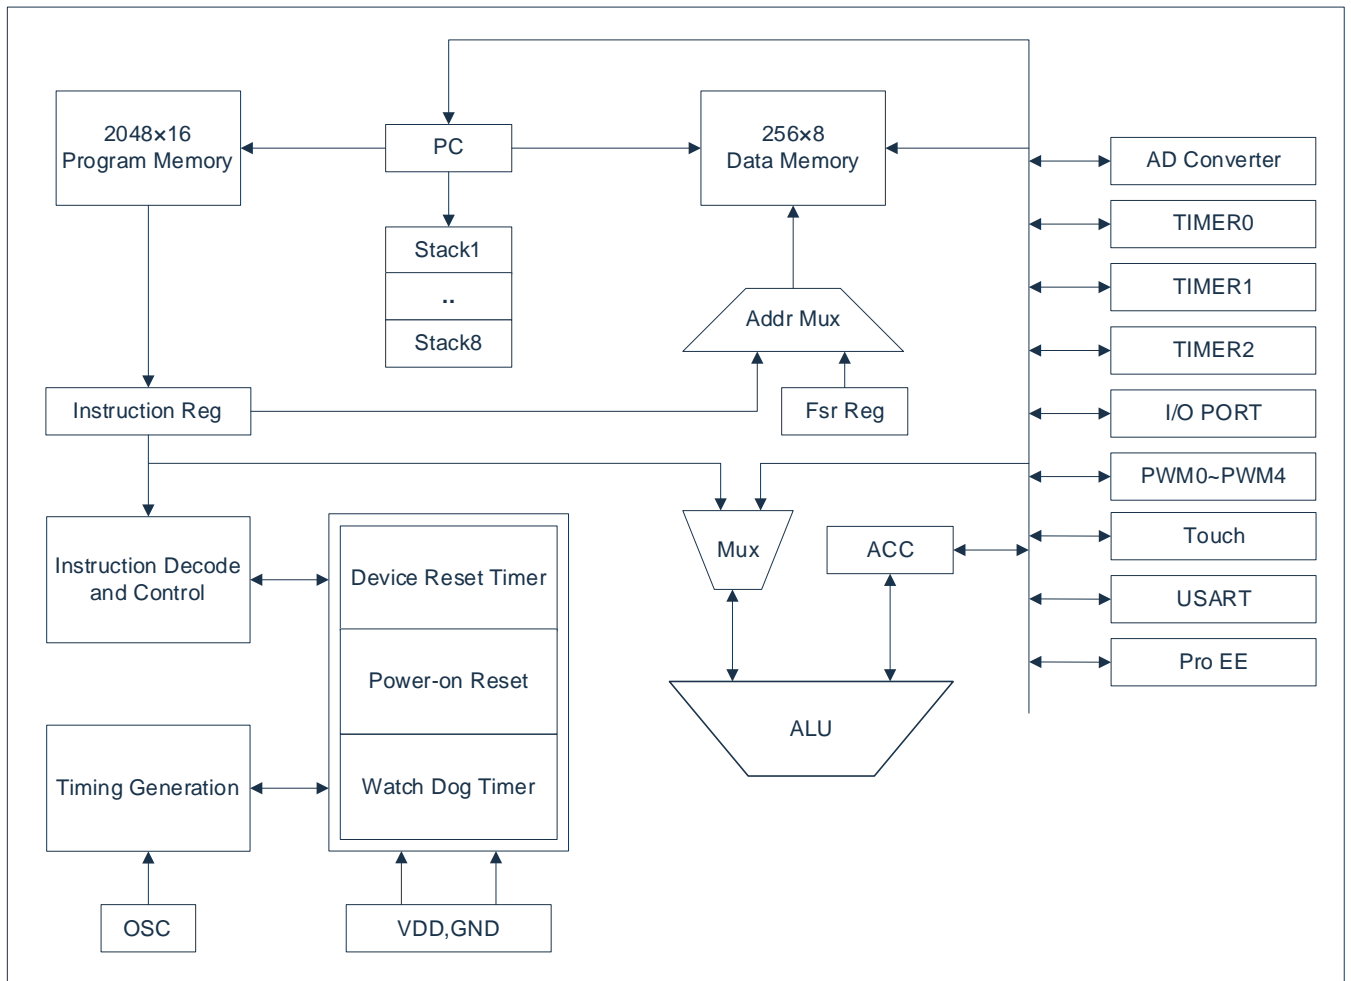 2048×16
Program Memory
PC
256×8
Data Memory
AD Converter
TIMER0
Stack1
..
Stack8
TIMER1
Addr Mux
TIMER2
Instruction Reg
Fsr Reg
I/O PORT
PWM0~PWM4
Instruction Decode
and Control
Device Reset Timer
Mux
ACC
Touch
USART
Power-on Reset
Pro EE
ALU
Timing Generation
Watch Dog Timer
OSC
VDD,GND